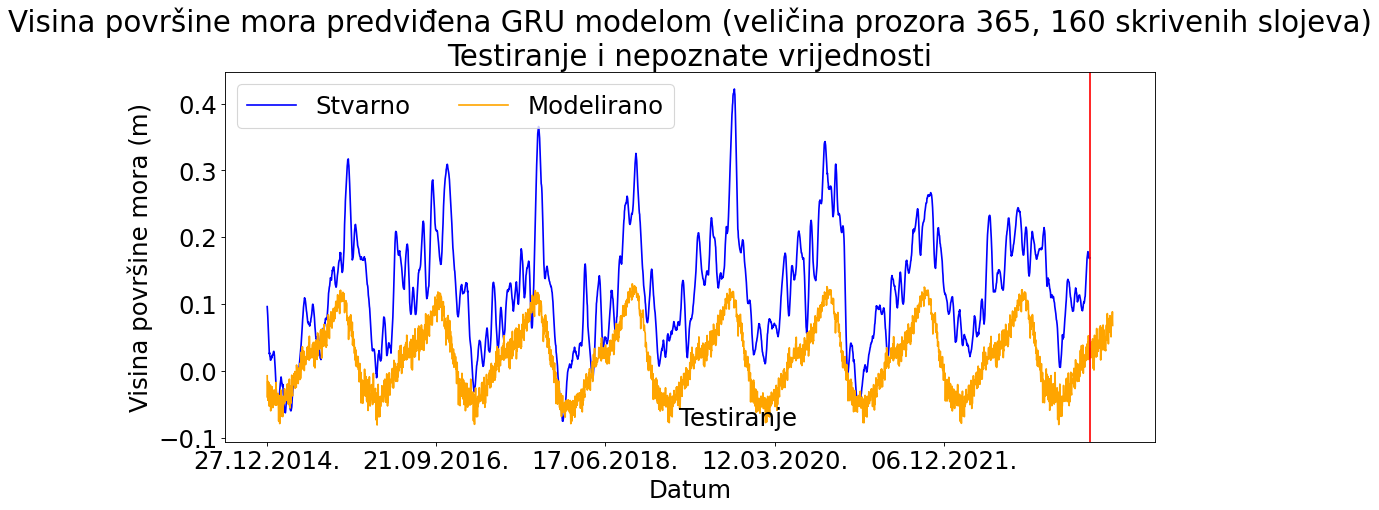 Visina površine mora predviđena GRU modelom (veličina prozora 365, 160 skrivenih slojeva)
Testiranje i nepoznate vrijednosti
Stvarno
Modelirano
Visina površine mora (m)
0.4
0.3
0.2
0.1
0.0
−0.1
Testiranje
27.12.2014.
21.09.2016.
17.06.2018.
12.03.2020.
06.12.2021.
Datum